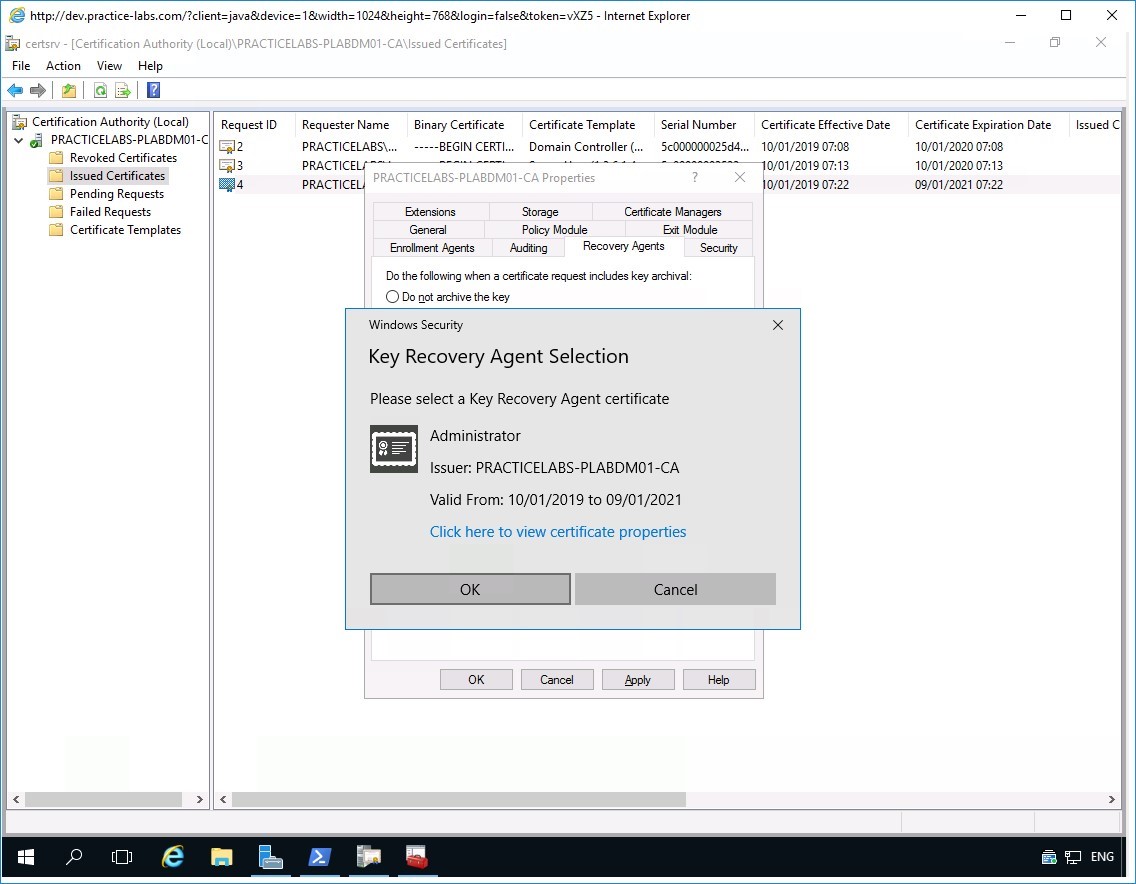 http://dev.practice-labs.com/?client=java&device=1&width=1024&height=768&login=false&token=vXZ5 - Internet Explorer
certsrv - [Certification Authority (Local)\PRACTICELABS-PLABDM01-CA\Issued Certificates]
File Action View Help
Certification Authority (Local)
PRACTICELABS-PLABDM01-C
Revoked Certificates
Issued Certificates
Pending Requests
Failed Requests
Certificate Templates
Request ID Requester Name Binary Certificate Certificate Template Serial Number Certificate Effective Date Certificate Expiration Date Issued C
2 PRACTICELABS\... -----BEGIN CERTI... Domain Controller (... 5c000000025d4... 10/01/2019 07:08 10/01/2020 07:08
3 10/01/2019 07:13 10/01/2020 07:13
4 PRACTICEL 10/01/2019 07:22 09/01/2021 07:22
PRACTICELABS-PLABDM01-CA Properties ?
Extensions Storage Certificate Managers
General Policy Module Exit Module
Enrollment Agents Auditing Recovery Agents Security
Do the following when a certificate request includes key archival:
Do not archive the key
Windows Security
Key Recovery Agent Selection
Please select a Key Recovery Agent certificate
Administrator
Issuer: PRACTICELABS-PLABDM01-CA
Valid From: 10/01/2019 to 09/01/2021
Click here to view certificate properties
OK Cancel
OK Cancel Apply Help
ENG